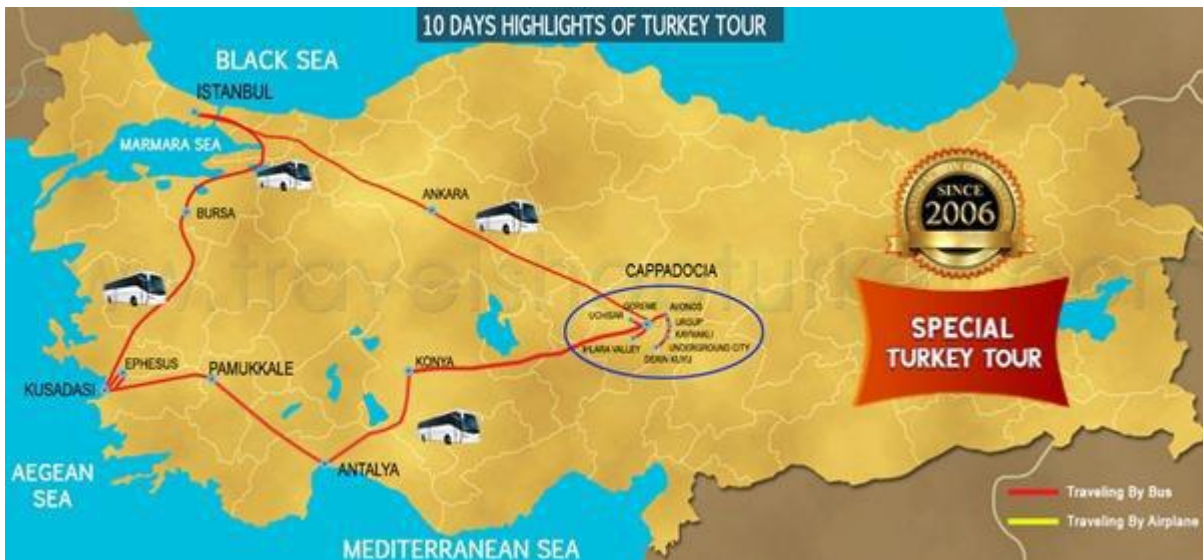 10 DAYS HIGHLIGHTS OF TURKEY TOUR
BLACK SEA
ISTANBUL
MARMARA SEA
BURSA
ANKARA
SINCE
2006
CAPPADOCIA
GOREME
AVONOS
UCHISAR
URGUP
KAYMAKLI
IHLARA VALLEY
UNDERGROUND CITY
DERIN KUYU
SPECIAL
TURKEY TOUR
EPHESUS
PAMUKKALE
KONYA
KUSADASI
ANTALYA
AEGEAN
SEA
MEDITERRANEAN SEA
Traveling By Bus
Traveling By Airplane